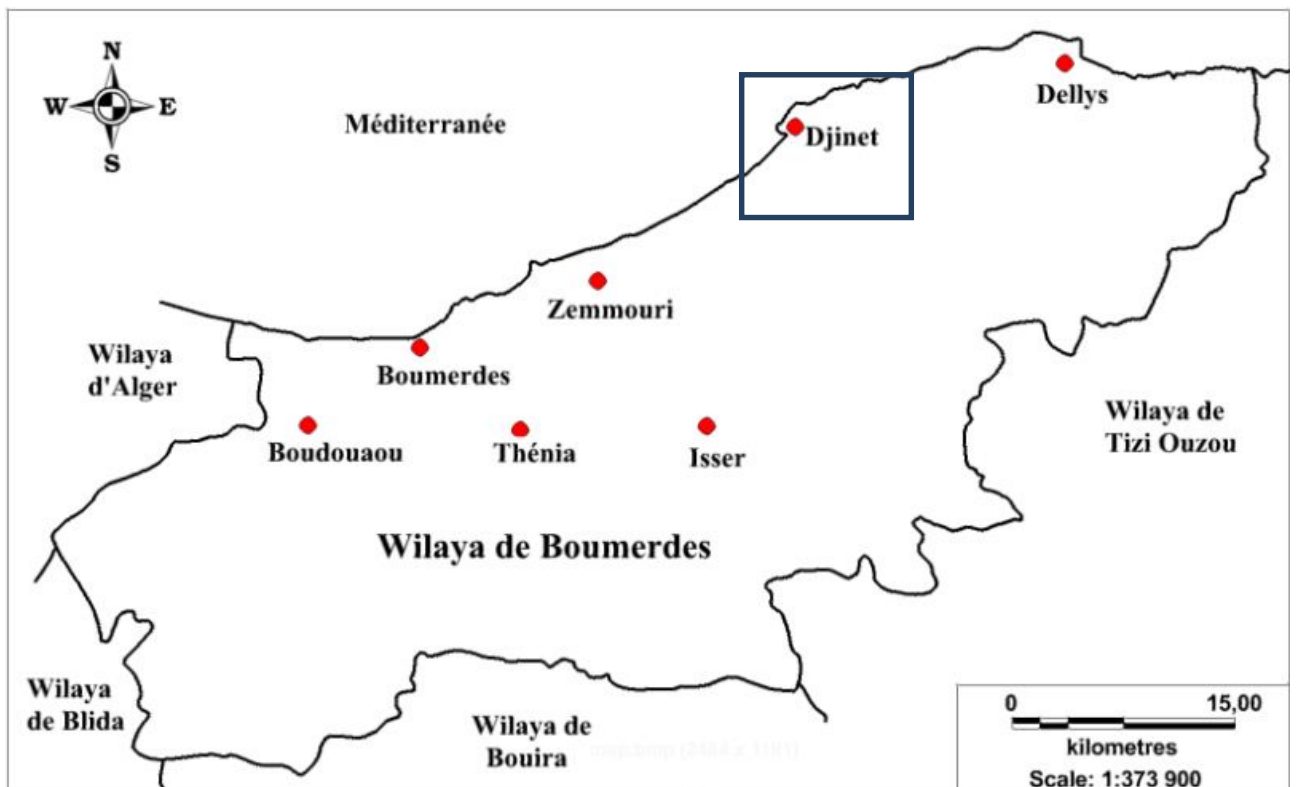 N
W E
S
Méditerranée
Dellys
Djinet
Zemmouri
Wilaya
d'Alger
Boumerdes
Wilaya de
Tizi Ouzou
Boudouaou
Thénia
Isser
Wilaya de Boumerdes
Wilaya
de Blida
Wilaya de
Bouira
0 15,00
kilometres
Scale: 1:373 900